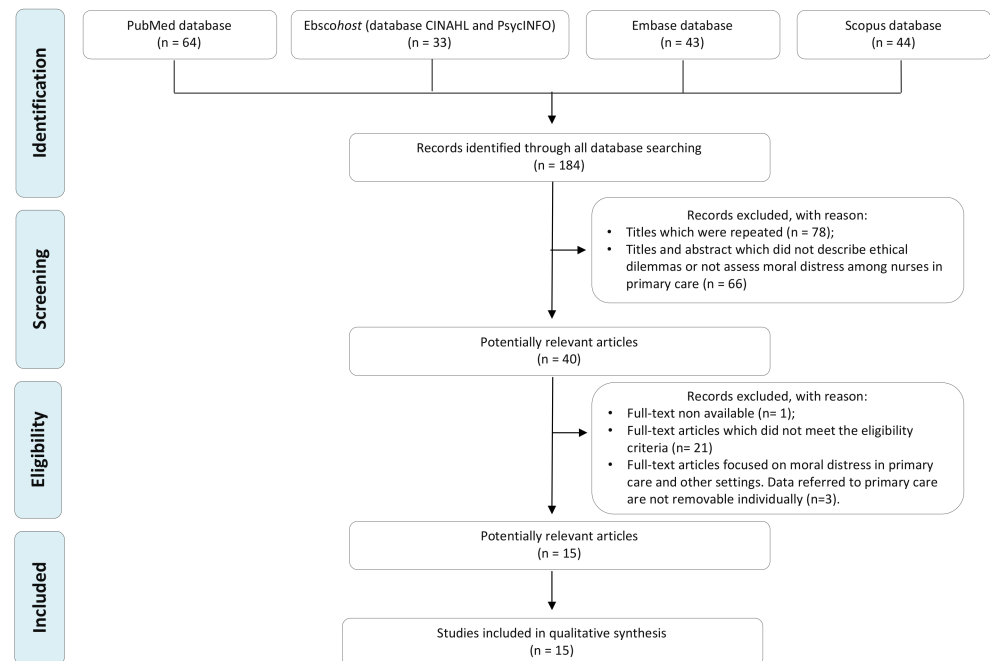 Identification
PubMed database
(n = 64)
Ebscohost (database CINAHL and PsycINFO)
(n = 33)
Embase database
(n = 43)
Scopus database
(n = 44)
Records identified through all database searching
(n = 184)
Screening
Records excluded, with reason:
• Titles which were repeated (n = 78);
• Titles and abstract which did not describe ethical
dilemmas or not assess moral distress among nurses in
primary care (n = 66)
Potentially relevant articles
(n = 40)
Eligibility
Records excluded, with reason:
• Full-text non available (n= 1);
• Full-text articles which did not meet the eligibility
criteria (n= 21)
• Full-text articles focused on moral distress in primary
care and other settings. Data referred to primary care
are not removable individually (n=3).
Included
Potentially relevant articles
(n = 15)
Studies included in qualitative synthesis
(n = 15)